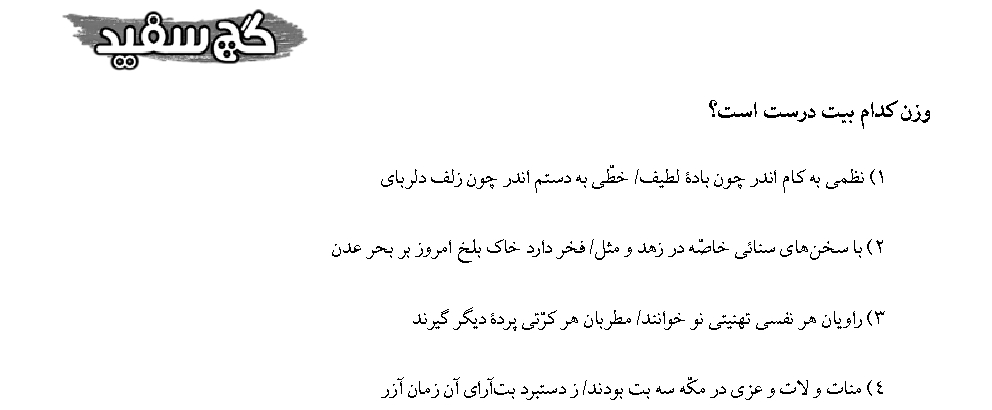 گچ سفید
وزن کدام بیت درست است؟
۱) نظمی به کام اندر چون بادهٔ لطیف/ خطّی به دستم اندر چون زلف دلربای
۲) با سخن‌های سنائی خاصّه در زهد و مثل/ فخر دارد خاک بلخ امروز بر بحر عدن
۳) راویان هر نفسی تهنیتی نو خوانند/ مطربان هر کرّتی پردهٔ دیگر گیرند
٤) منات و لات و عزی در مکّه سه بت بودند/ ز دستبرد بت‌آرای آن زمان آزر